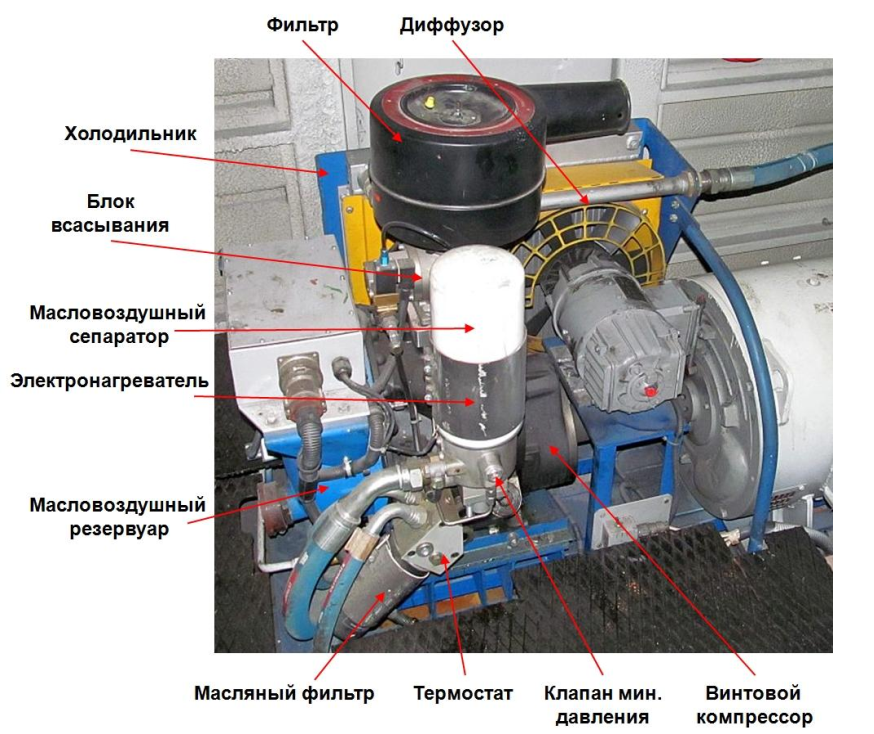 Фильтр
Диффузор
Холодильник
Блок
всасывания
Масловоздушный
сепаратор
Электронагреватель
Масловоздушный
резервуар
Масляный фильтр
Термостат
Клапан мин.
давления
Винтовой
компрессор